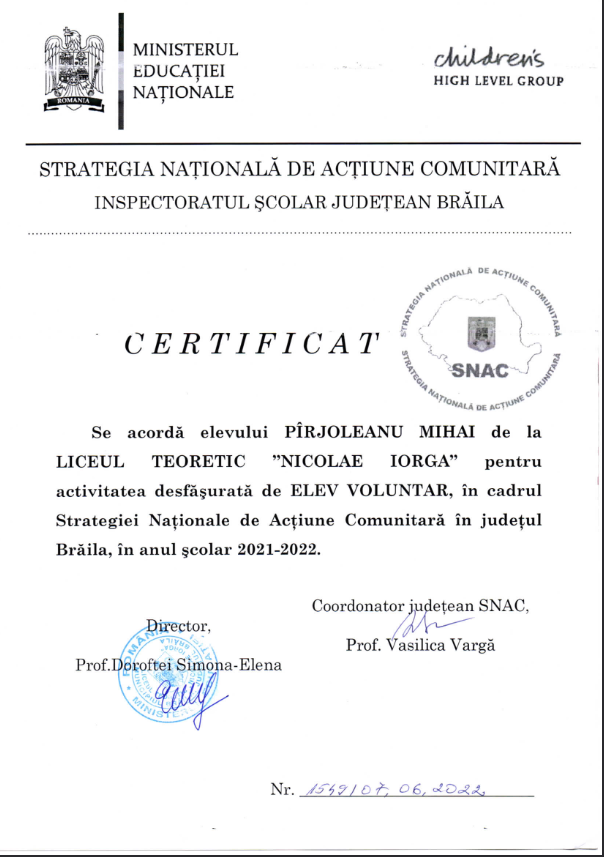 MINISTERUL
EDUCAȚIEI
NAȚIONALE
ROMANIA
children's
HIGH LEVEL GROUP
STRATEGIA NAȚIONALĂ DE ACȚIUNE COMUNITARĂ
INSPECTORATUL ŞCOLAR JUDEȚEAN BRĂILA
STRATEGIA NAȚIONALĂ DE ACȚIUNE COMUNITARĂ
SNAC
STRATEGIA NAȚIONALĂ DE ACȚIUNE COMUNITARĂ
CERTIFICAT
Se acordă elevului PÎRJOLEANU MIHAI de la
LICEUL TEORETIC ”NICOLAE IORGA” pentru
activitatea desfăşurată de ELEV VOLUNTAR, în cadrul
Strategiei Naționale de Acțiune Comunitară în județul
Brăila, în anul şcolar 2021-2022.
Coordonator județean SNAC,
Prof. Vasilica Vargă
Director,
Prof.Doroftei Simona-Elena
ROMÂNIA
Nr. 1549/07.06.2022